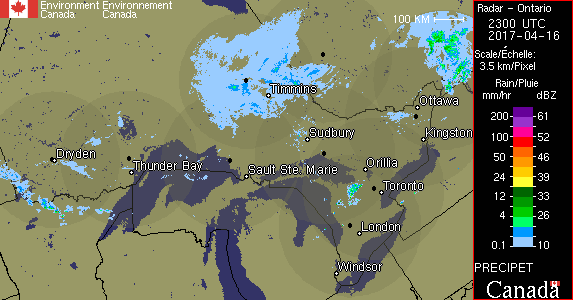 Environment Environnement
Canada Canada
100 KM
Timmins
Ottawa
Sudbury
Kingston
Dryden
Thunder Bay
Sault Ste. Marie
Orillia
Toronto
London
Windsor
Radar - Ontario
2300 UTC
2017-04-16
Scale/Échelle:
3.5 km/Pixel
Rain/Pluie
mm/hr dBZ
200 61
100 52
50 46
24 39
12 33
4 26
0.1 10
PRECIPET
Canada